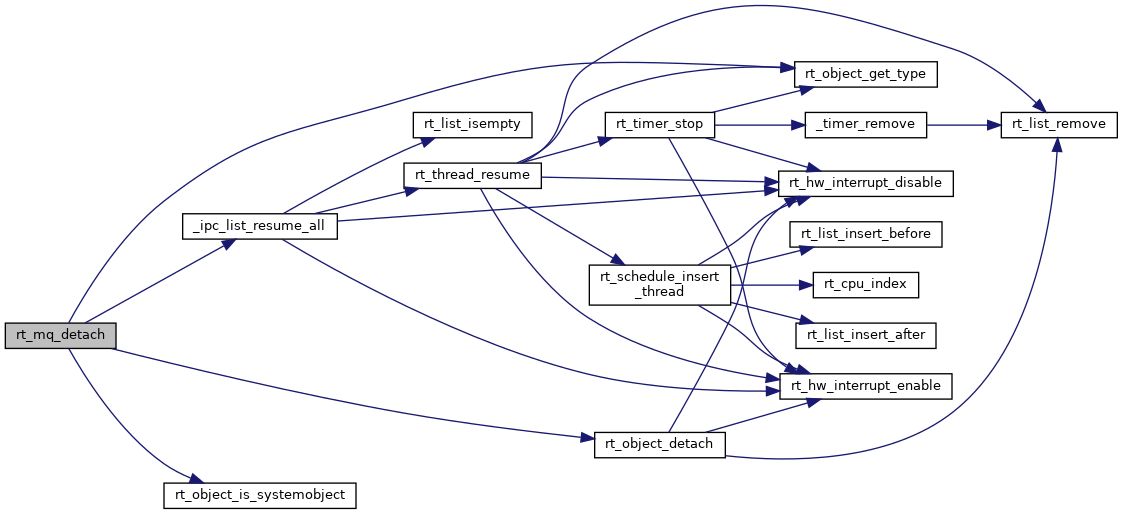 rt_object_get_type
rt_list_isempty
rt_timer_stop
_timer_remove
rt_list_remove
rt_thread_resume
rt_hw_interrupt_disable
_ipc_list_resume_all
rt_list_insert_before
rt_schedule_insert
_thread
rt_cpu_index
rt_mq_detach
rt_list_insert_after
rt_hw_interrupt_enable
rt_object_detach
rt_object_is_systemobject